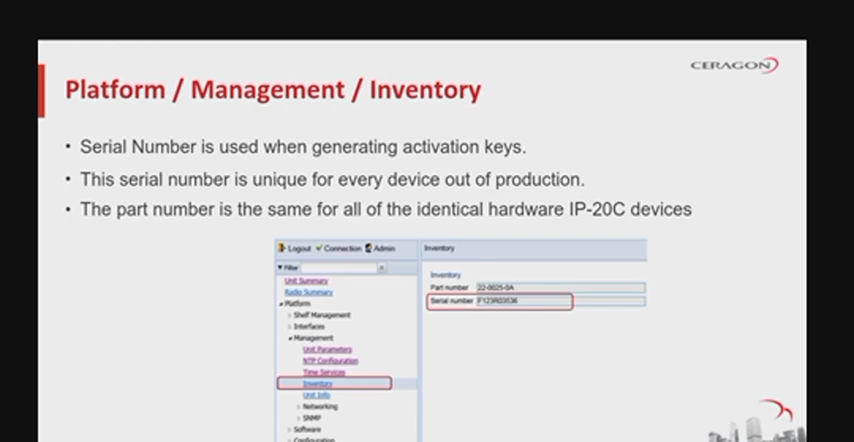 CERAGON
Platform / Management / Inventory
• Serial Number is used when generating activation keys.
• This serial number is unique for every device out of production.
• The part number is the same for all of the identical hardware IP-20C devices
Logout Connection Admin
Filter
Unit Summary
Radio Summary
Platform
Shelf Management
Interfaces
Management
Unit Parameters
NTP Configuration
Time Services
Inventory
Unit Info
Networking
SNMP
Software
Configuration
Inventory
Inventory
Part number
Serial number